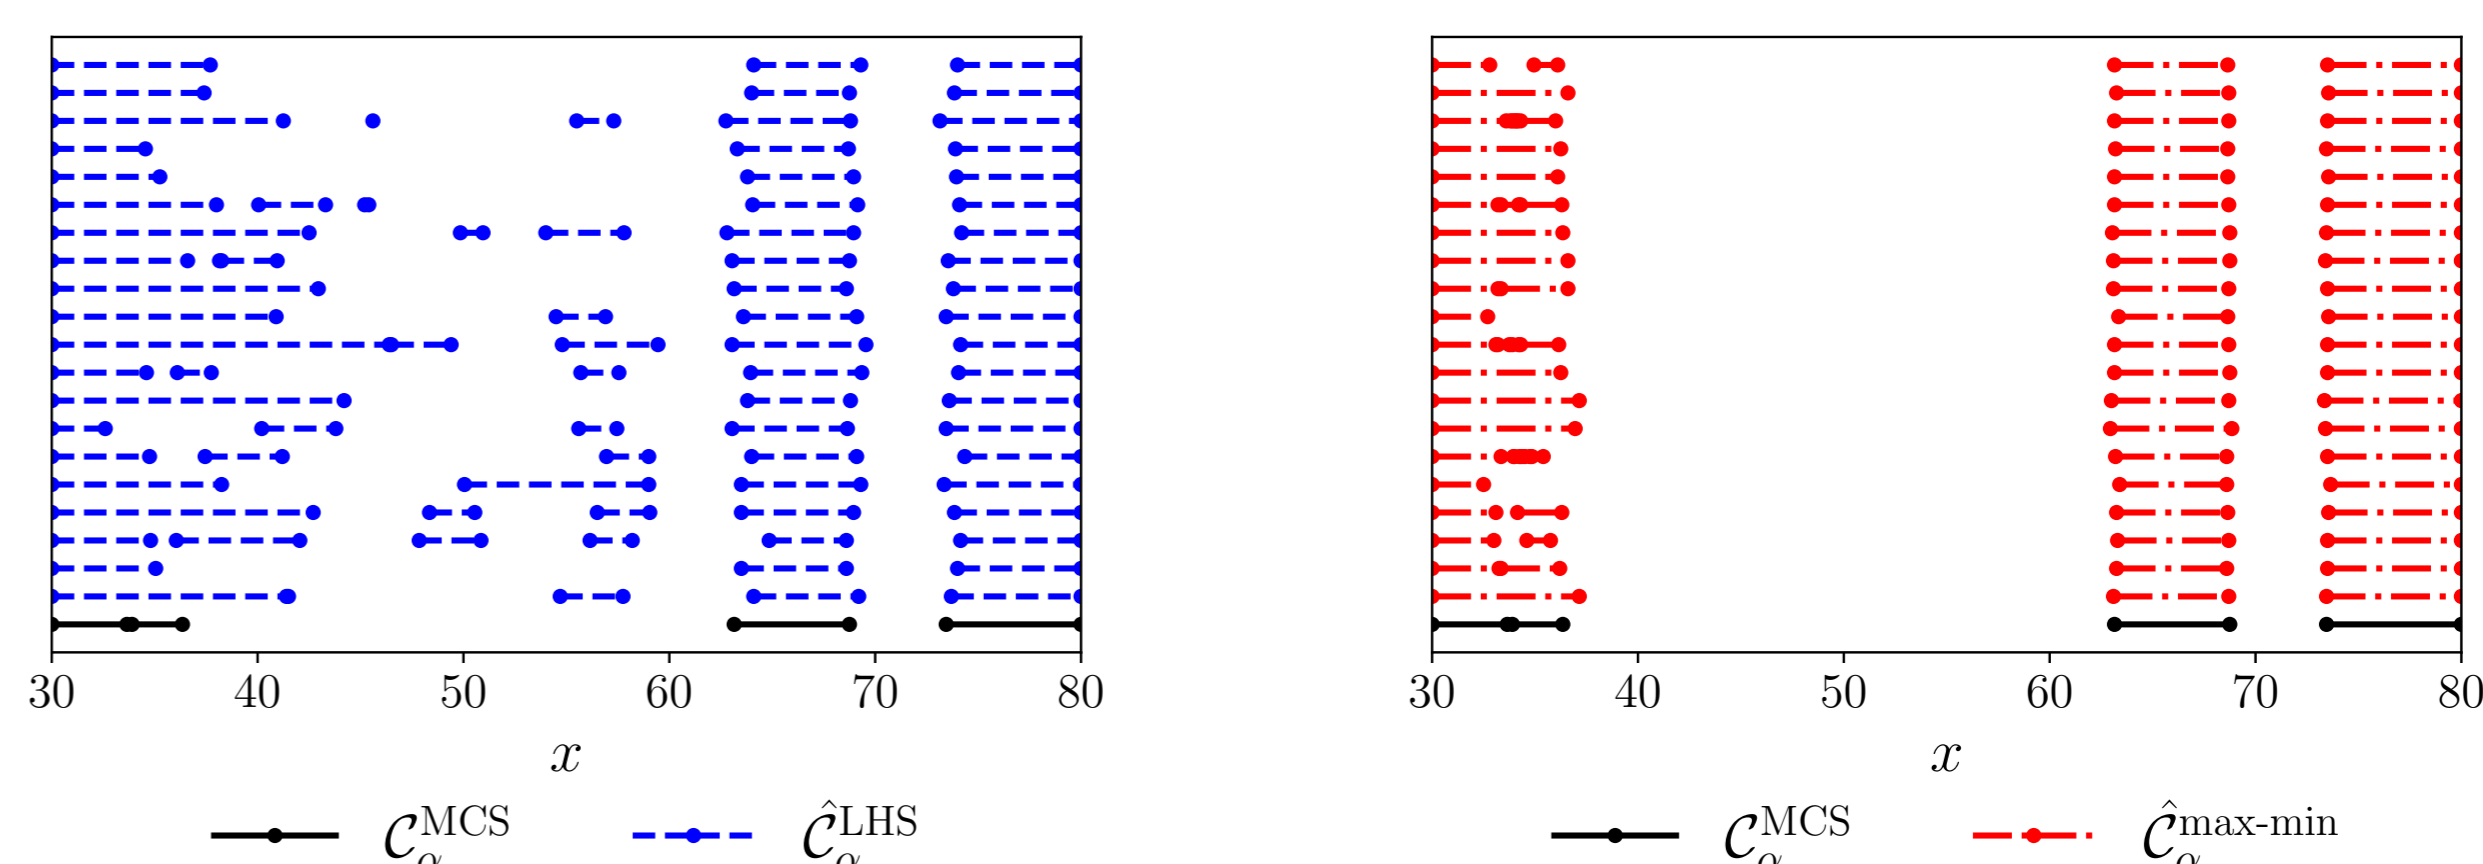 30 40 50 60 70 80
x
𝒞_α^MCS 𝒞̂_α^LHS
30 40 50 60 70 80
x
𝒞_α^MCS 𝒞̂_α^max-min